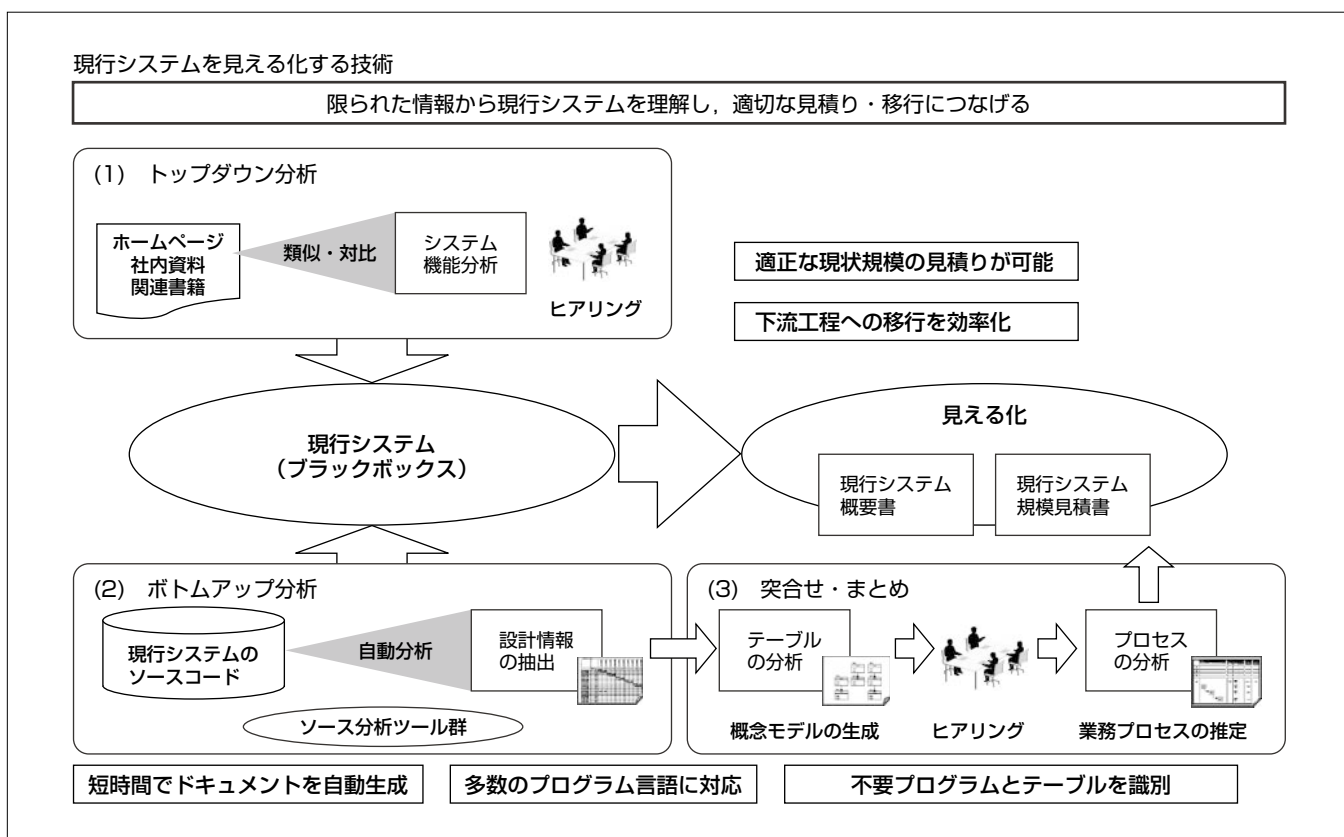 現行システムを見える化する技術
限られた情報から現行システムを理解し，適切な見積り・移行につなげる
(1) トップダウン分析
ホームページ
社内資料
関連書籍
類似・対比
システム
機能分析
ヒアリング
適正な現状規模の見積りが可能
下流工程への移行を効率化
現行システム
（ブラックボックス）
見える化
現行システム
概要書
現行システム
規模見積書
(2) ボトムアップ分析
現行システムの
ソースコード
自動分析
設計情報
の抽出
ソース分析ツール群
(3) 突合せ・まとめ
テーブル
の分析
概念モデルの生成
ヒアリング
プロセス
の分析
業務プロセスの推定
短時間でドキュメントを自動生成
多数のプログラム言語に対応
不要プログラムとテーブルを識別